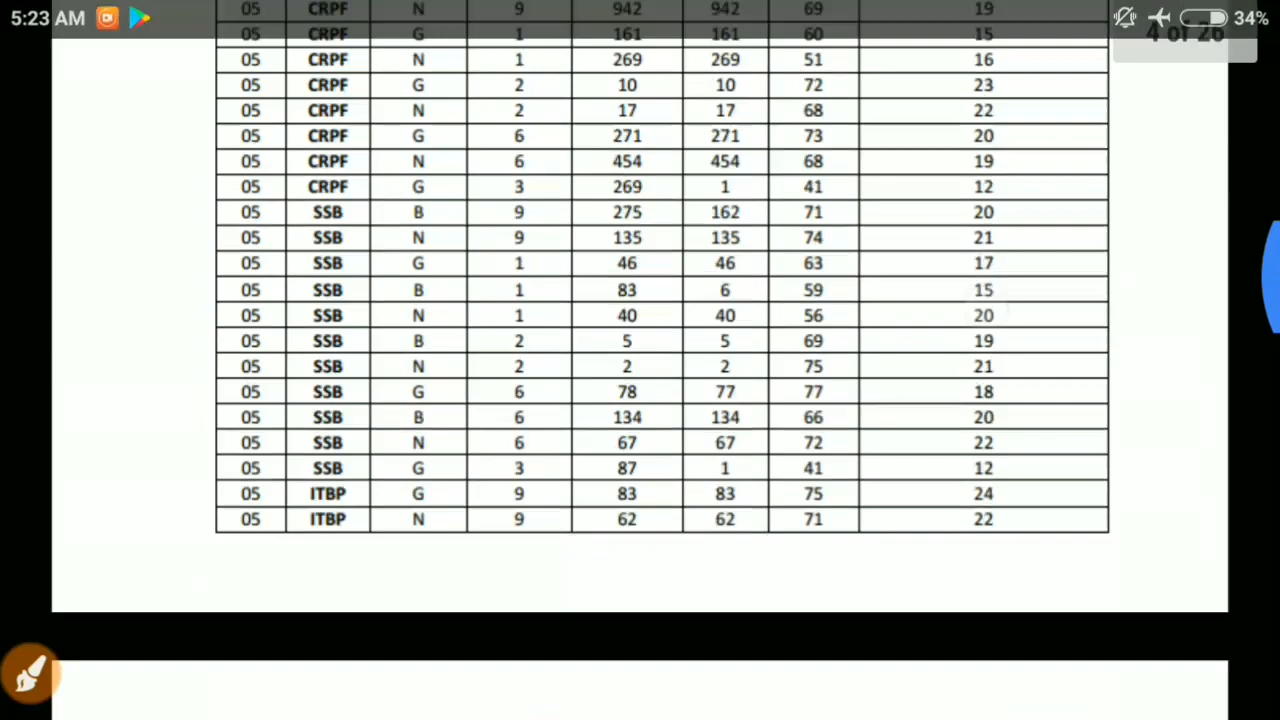 5:23 AM 34%
4 of 26
05 CRPF N 9 942 942 69 19
05 CRPF G 1 161 161 60 15
05 CRPF N 1 269 269 51 16
05 CRPF G 2 10 10 72 23
05 CRPF N 2 17 17 68 22
05 CRPF G 6 271 271 73 20
05 CRPF N 6 454 454 68 19
05 CRPF G 3 269 1 41 12
05 SSB B 9 275 162 71 20
05 SSB N 9 135 135 74 21
05 SSB G 1 46 46 63 17
05 SSB B 1 83 6 59 15
05 SSB N 1 40 40 56 20
05 SSB B 2 5 5 69 19
05 SSB N 2 2 2 75 21
05 SSB G 6 78 77 77 18
05 SSB B 6 134 134 66 20
05 SSB N 6 67 67 72 22
05 SSB G 3 87 1 41 12
05 ITBP G 9 83 83 75 24
05 ITBP N 9 62 62 71 22